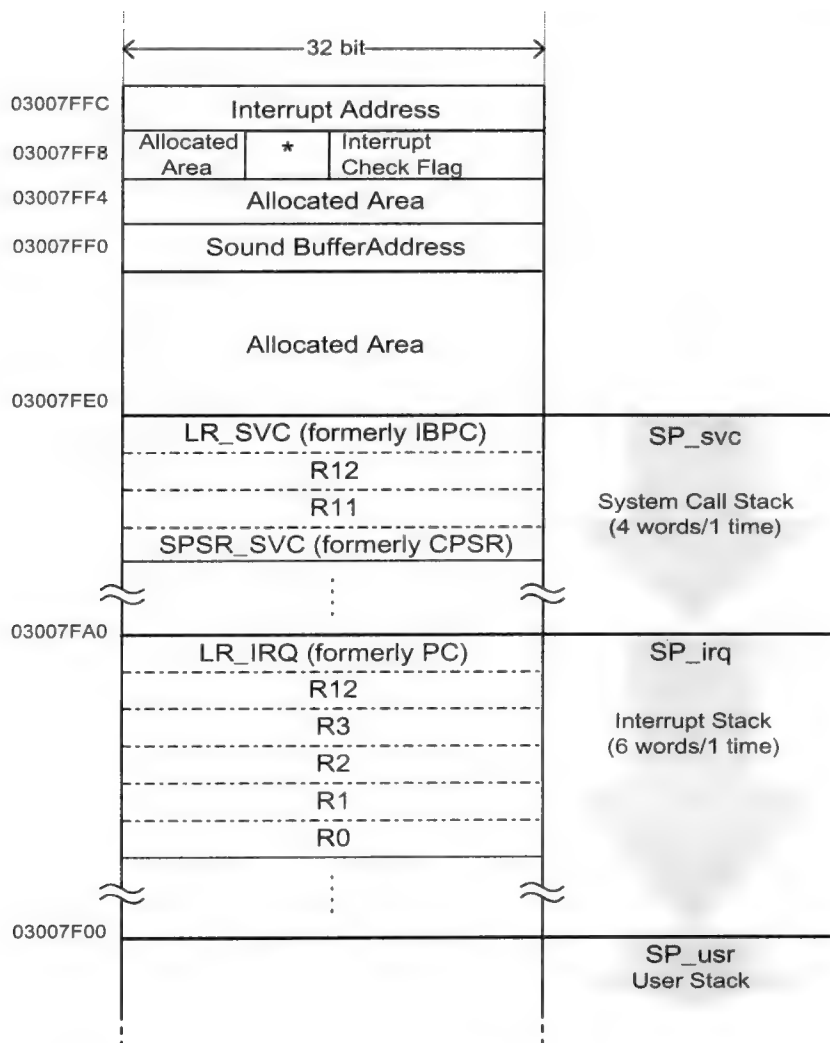 32 bit
03007FFC
Interrupt Address
03007FF8
Allocated
Area
*
Interrupt
Check Flag
03007FF4
Allocated Area
03007FF0
Sound BufferAddress
Allocated Area
03007FE0
LR_SVC (formerly IBPC)
SP_svc
R12
R11
System Call Stack
(4 words/1 time)
SPSR_SVC (formerly CPSR)
03007FA0
LR_IRQ (formerly PC)
SP_irq
R12
R3
Interrupt Stack
(6 words/1 time)
R2
R1
R0
03007F00
SP_usr
User Stack